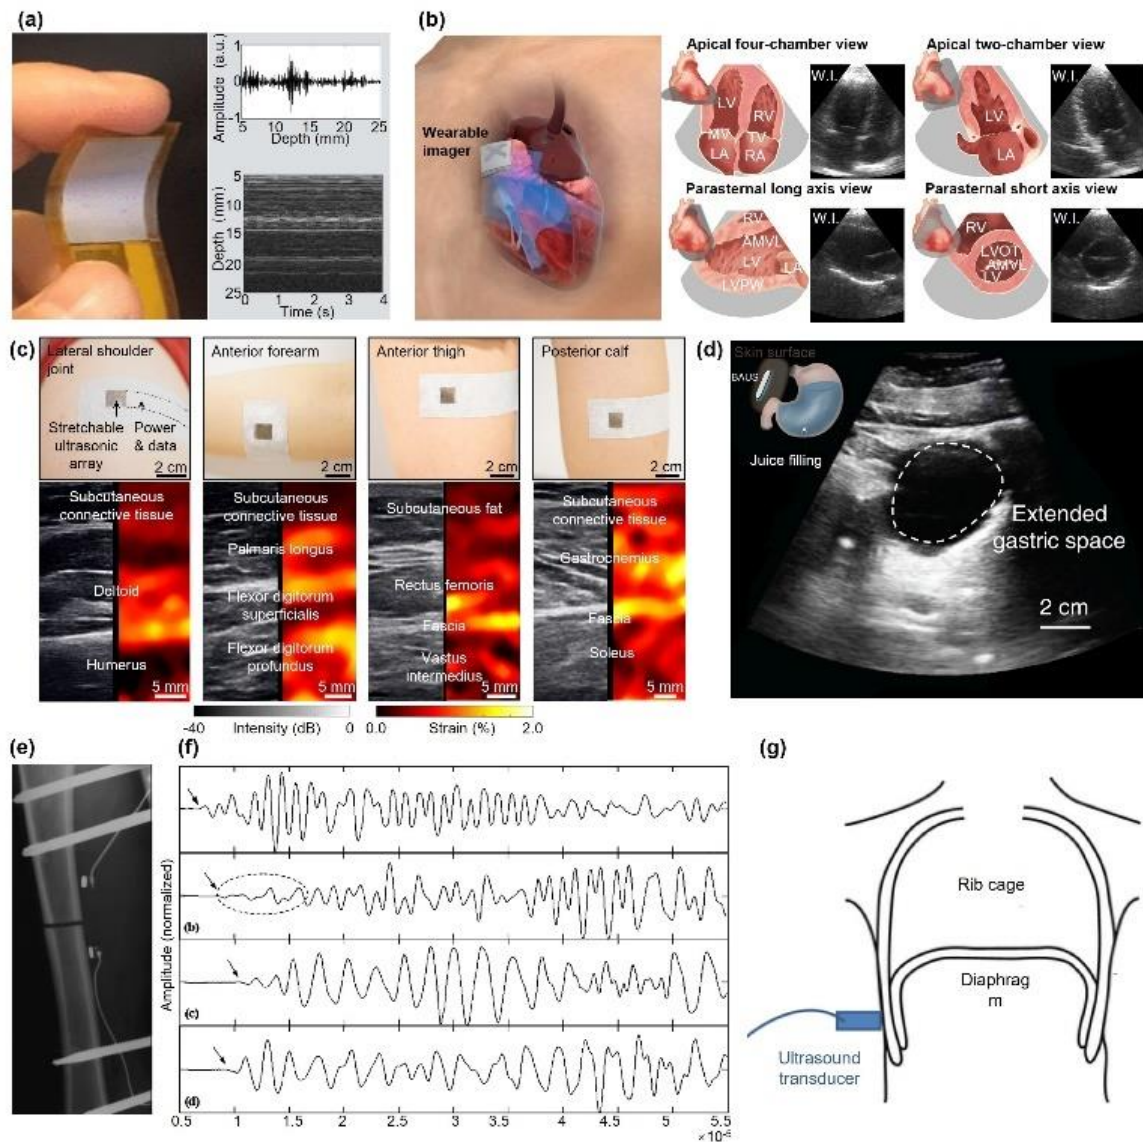 (a)
1
0
-1
Amplitude (a.u.)
5 10 15 20 25
Depth (mm)
5
10
15
20
25
Depth (mm)
0 1 2 3 4
Time (s)
(b)
Wearable
imager
Apical four-chamber view
LV
RV
MV TV
LA RA
W.I.
Apical two-chamber view
LV
LA
W.I.
Parasternal long axis view
RV
AMVL
LV
LA
LVPW
W.I.
Parasternal short axis view
RV
LVOT
AMVL
LV
W.I.
(c)
Lateral shoulder
joint
Stretchable
ultrasonic
array
Power
& data
2 cm
Anterior forearm
2 cm
Anterior thigh
2 cm
Posterior calf
2 cm
Subcutaneous
connective tissue
Deltoid
Humerus
5 mm
Subcutaneous
connective tissue
Palmaris longus
Flexor digitorum
superficialis
Flexor digitorum
profundus
5 mm
Subcutaneous fat
Rectus femoris
Fascia
Vastus
intermedius
5 mm
Subcutaneous
connective tissue
Gastrochemius
Fascia
Soleus
5 mm
-40 Intensity (dB) 0
0.0 Strain (%) 2.0
(d)
Skin surface
BAUS
Juice filling
Extended
gastric space
2 cm
(e)
(f)
Amplitude (normalized)
(b)
(c)
(d)
0.5 1 1.5 2 2.5 3 3.5 4 4.5 5 5.5
× 10⁻⁵
(g)
Rib cage
Diaphrag
m
Ultrasound
transducer